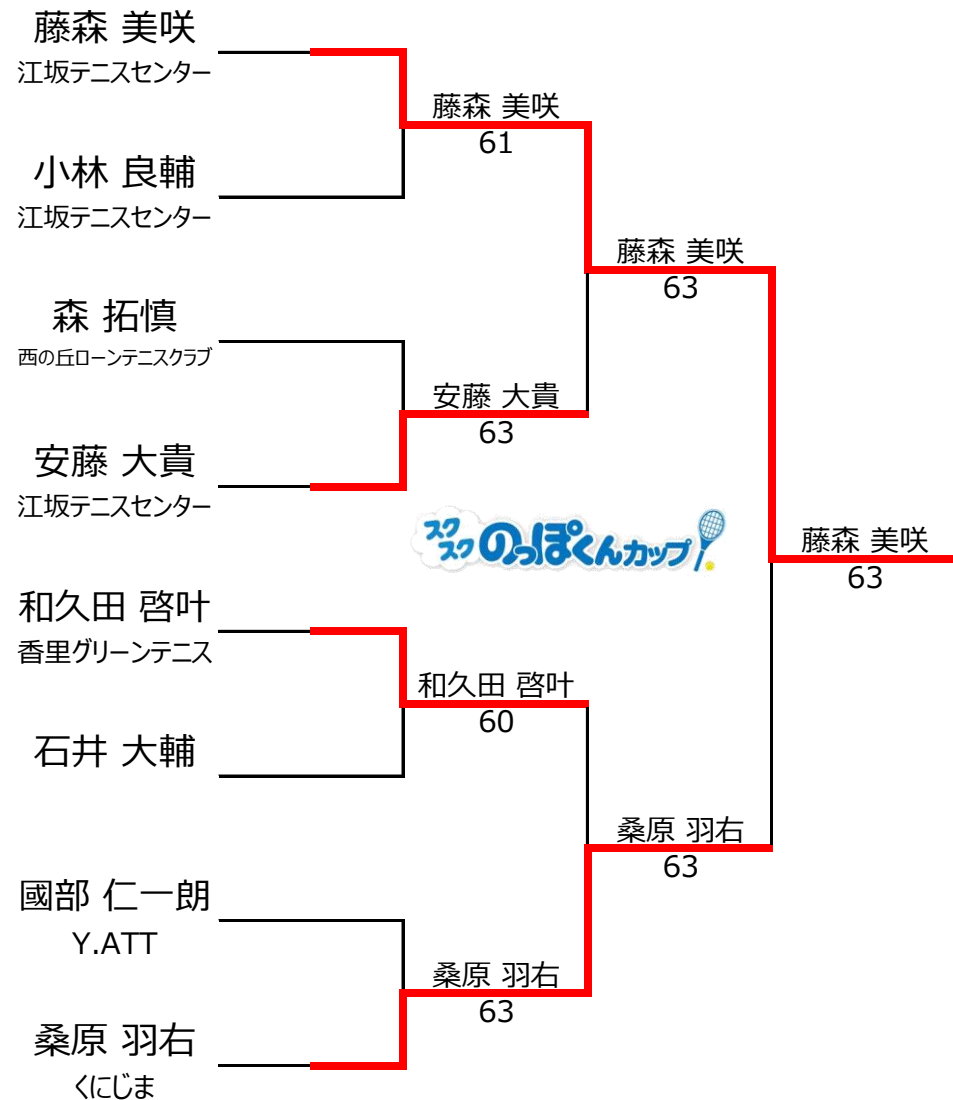 藤森 美咲
江坂テニスセンター
藤森 美咲
61
小林 良輔
江坂テニスセンター
藤森 美咲
63
森 拓慎
西の丘ローンテニスクラブ
安藤 大貴
63
安藤 大貴
江坂テニスセンター
スクスクのっぽくんカップ
藤森 美咲
63
和久田 啓叶
香里グリーンテニス
和久田 啓叶
60
石井 大輔
桑原 羽右
63
國部 仁一朗
Y.ATT
桑原 羽右
63
桑原 羽右
くにじま